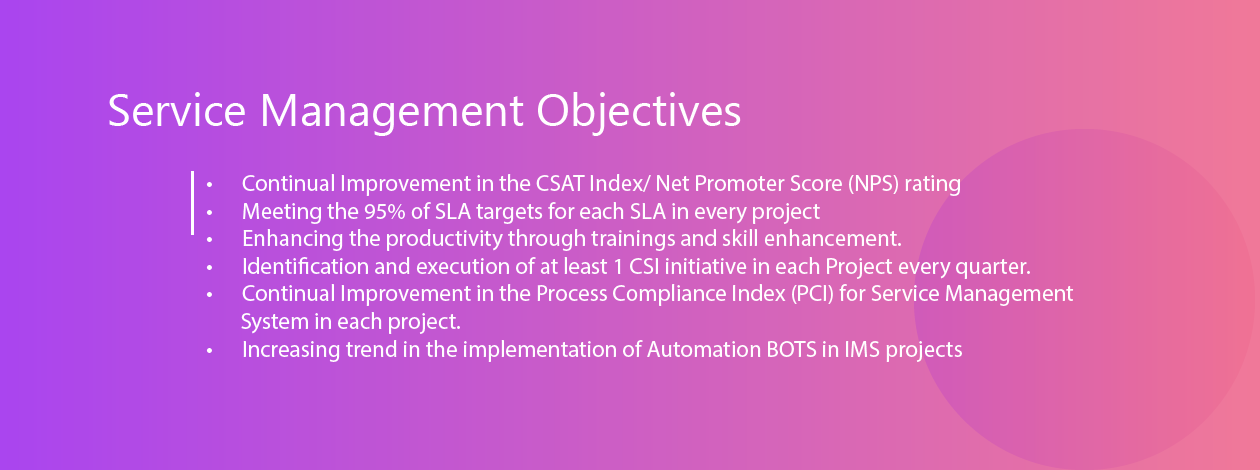 Service Management Objectives
• Continual Improvement in the CSAT Index/ Net Promoter Score (NPS) rating
• Meeting the 95% of SLA targets for each SLA in every project
• Enhancing the productivity through trainings and skill enhancement.
• Identification and execution of at least 1 CSI initiative in each Project every quarter.
• Continual Improvement in the Process Compliance Index (PCI) for Service Management
System in each project.
• Increasing trend in the implementation of Automation BOTS in IMS projects